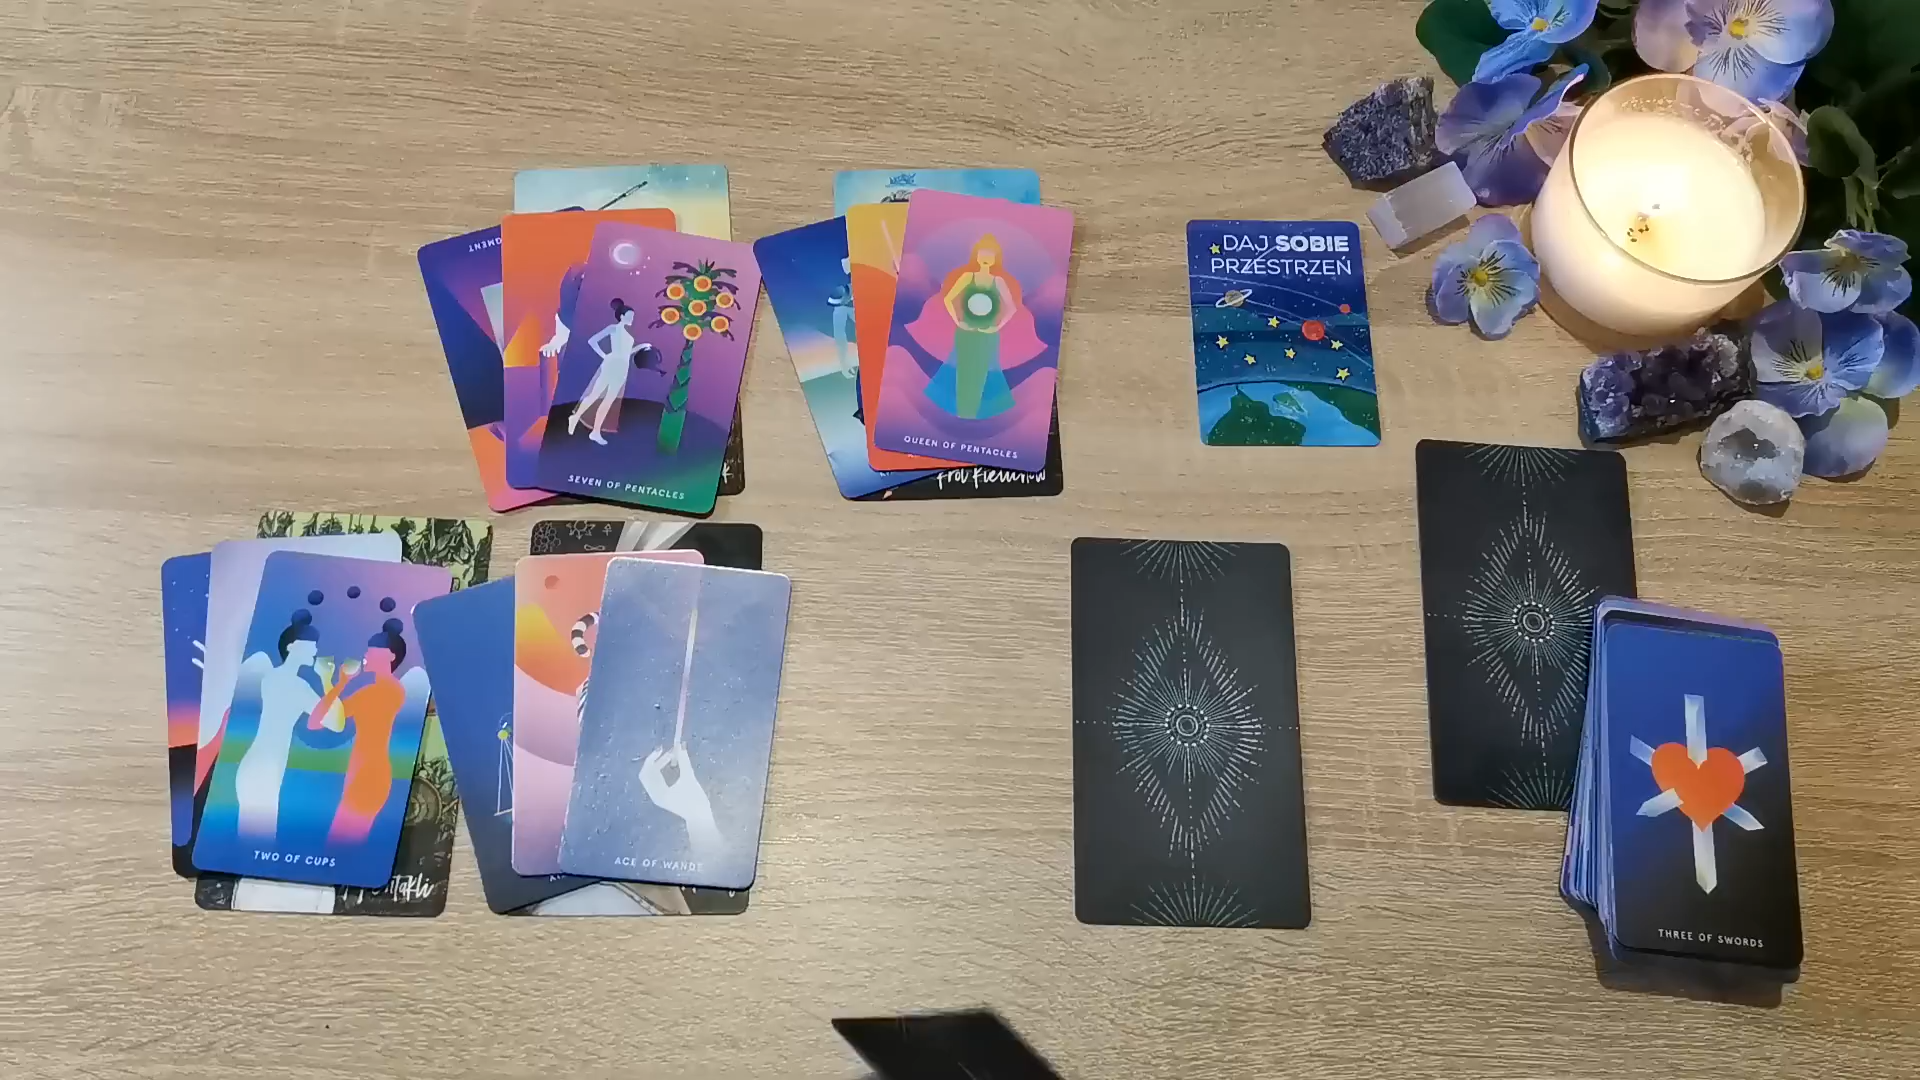 DAJ SOBIE
PRZESTRZEŃ
SEVEN OF PENTACLES
QUEEN OF PENTACLES
TWO OF CUPS
ACE OF WANDS
THREE OF SWORDS